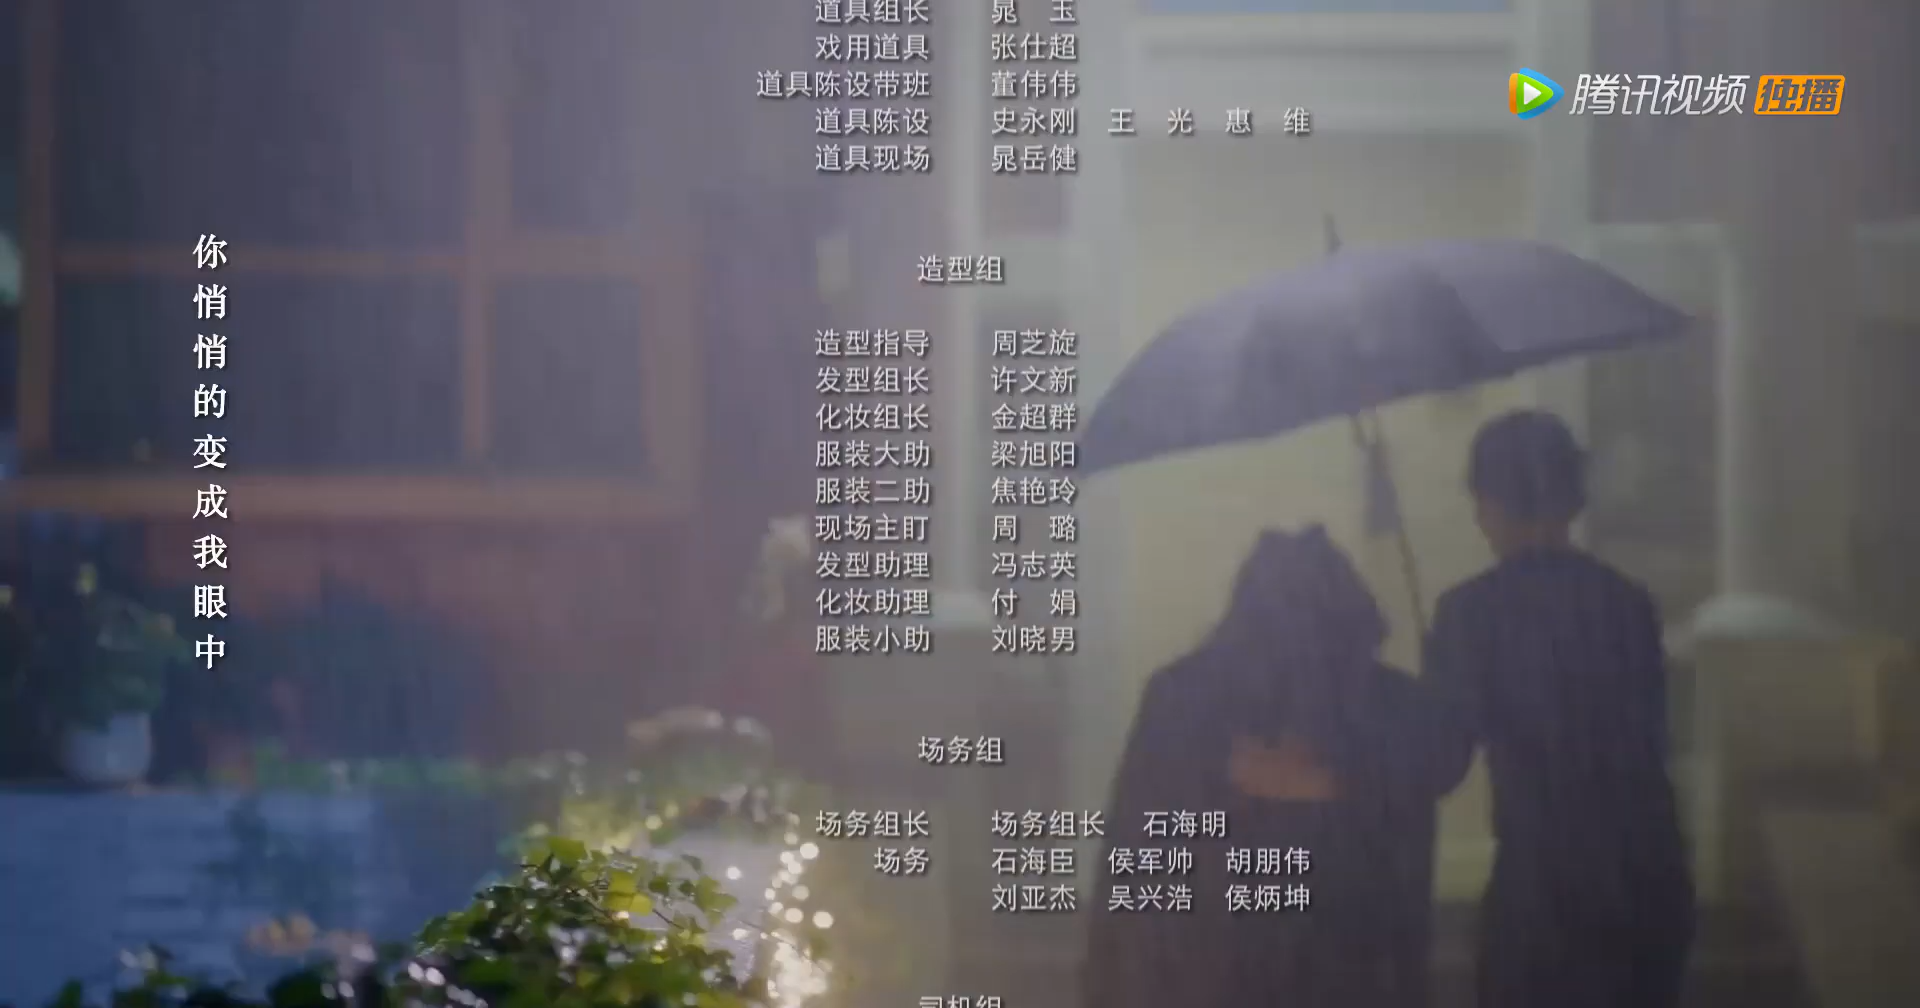 道具组长 晁 玉
戏用道具 张仕超
道具陈设带班 董伟伟
道具陈设 史永刚 王 光 惠 维
道具现场 晁岳健
腾讯视频 独播
你悄悄的变成我眼中
造型组
造型指导 周芝旋
发型组长 许文新
化妆组长 金超群
服装大助 梁旭阳
服装二助 焦艳玲
现场主盯 周 璐
发型助理 冯志英
化妆助理 付 娟
服装小助 刘晓男
场务组
场务组长 场务组长 石海明
场务 石海臣 侯军帅 胡朋伟
刘亚杰 吴兴浩 侯炳坤
司机组